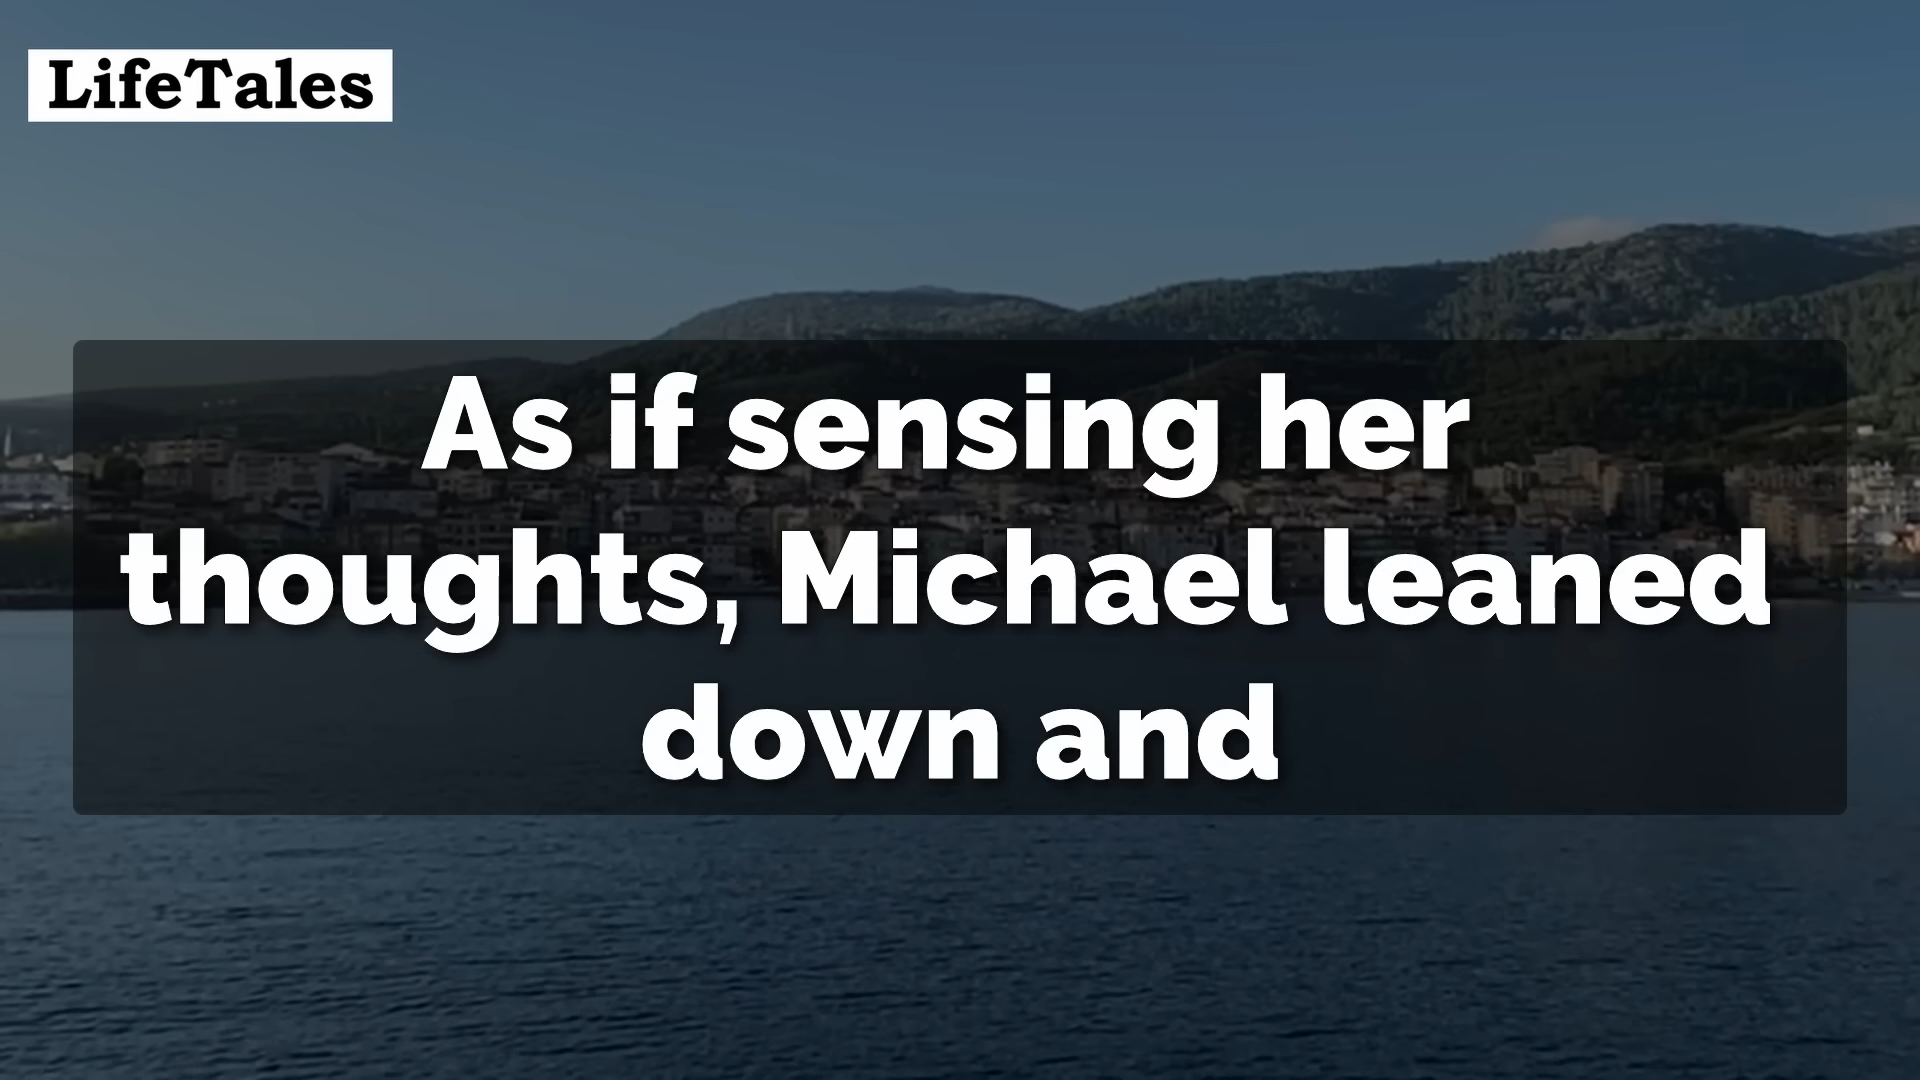 LifeTales
As if sensing her
thoughts, Michael leaned
down and